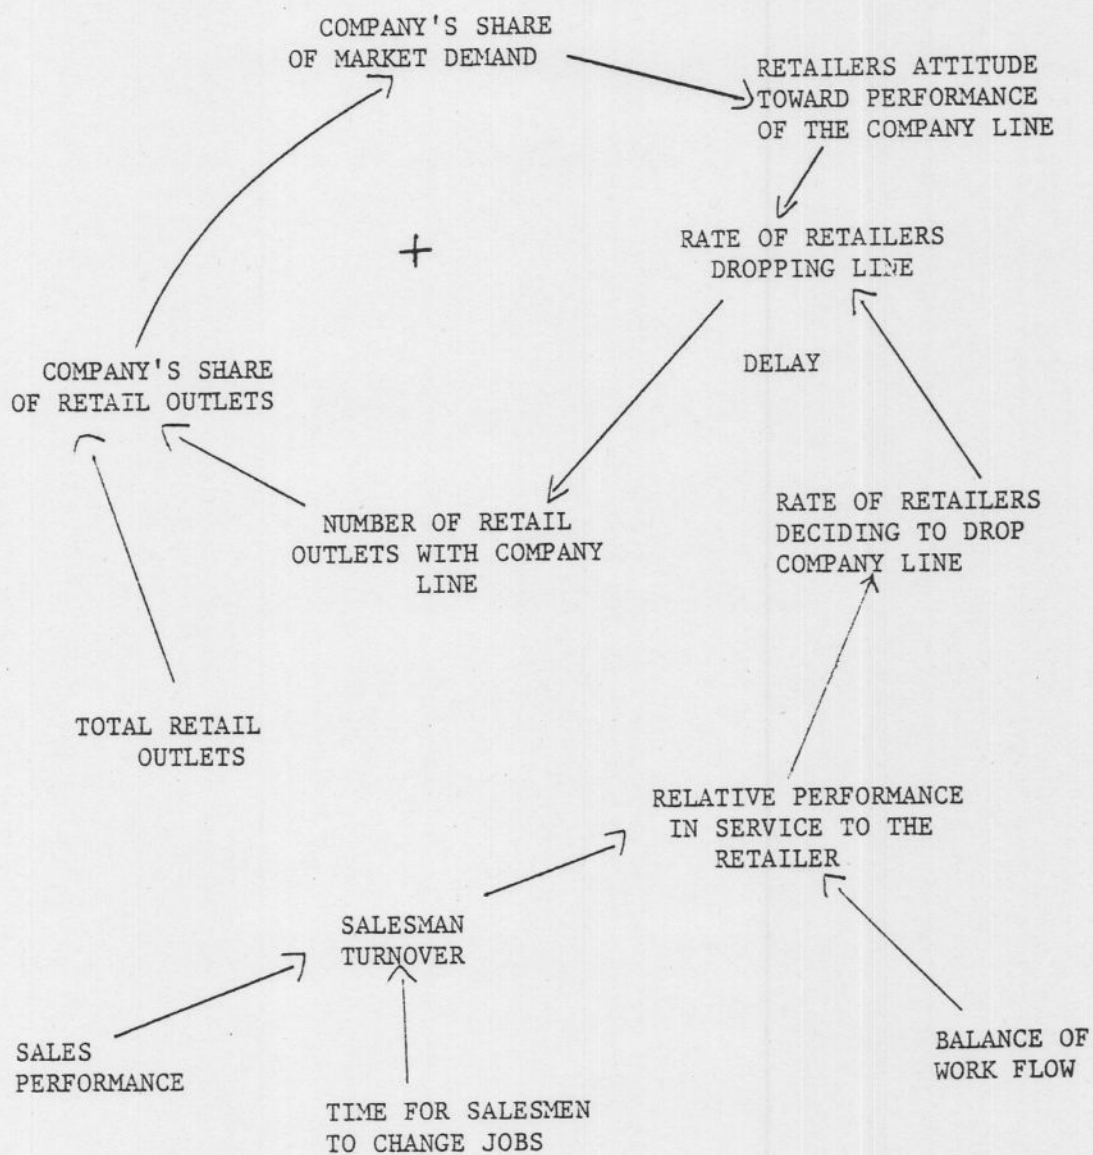 COMPANY'S SHARE
OF MARKET DEMAND
RETAILERS ATTITUDE
TOWARD PERFORMANCE
OF THE COMPANY LINE
RATE OF RETAILERS
DROPPING LINE
+
DELAY
COMPANY'S SHARE
OF RETAIL OUTLETS
NUMBER OF RETAIL
OUTLETS WITH COMPANY
LINE
RATE OF RETAILERS
DECIDING TO DROP
COMPANY LINE
TOTAL RETAIL
OUTLETS
RELATIVE PERFORMANCE
IN SERVICE TO THE
RETAILER
SALESMAN
TURNOVER
SALES
PERFORMANCE
TIME FOR SALESMEN
TO CHANGE JOBS
BALANCE OF
WORK FLOW